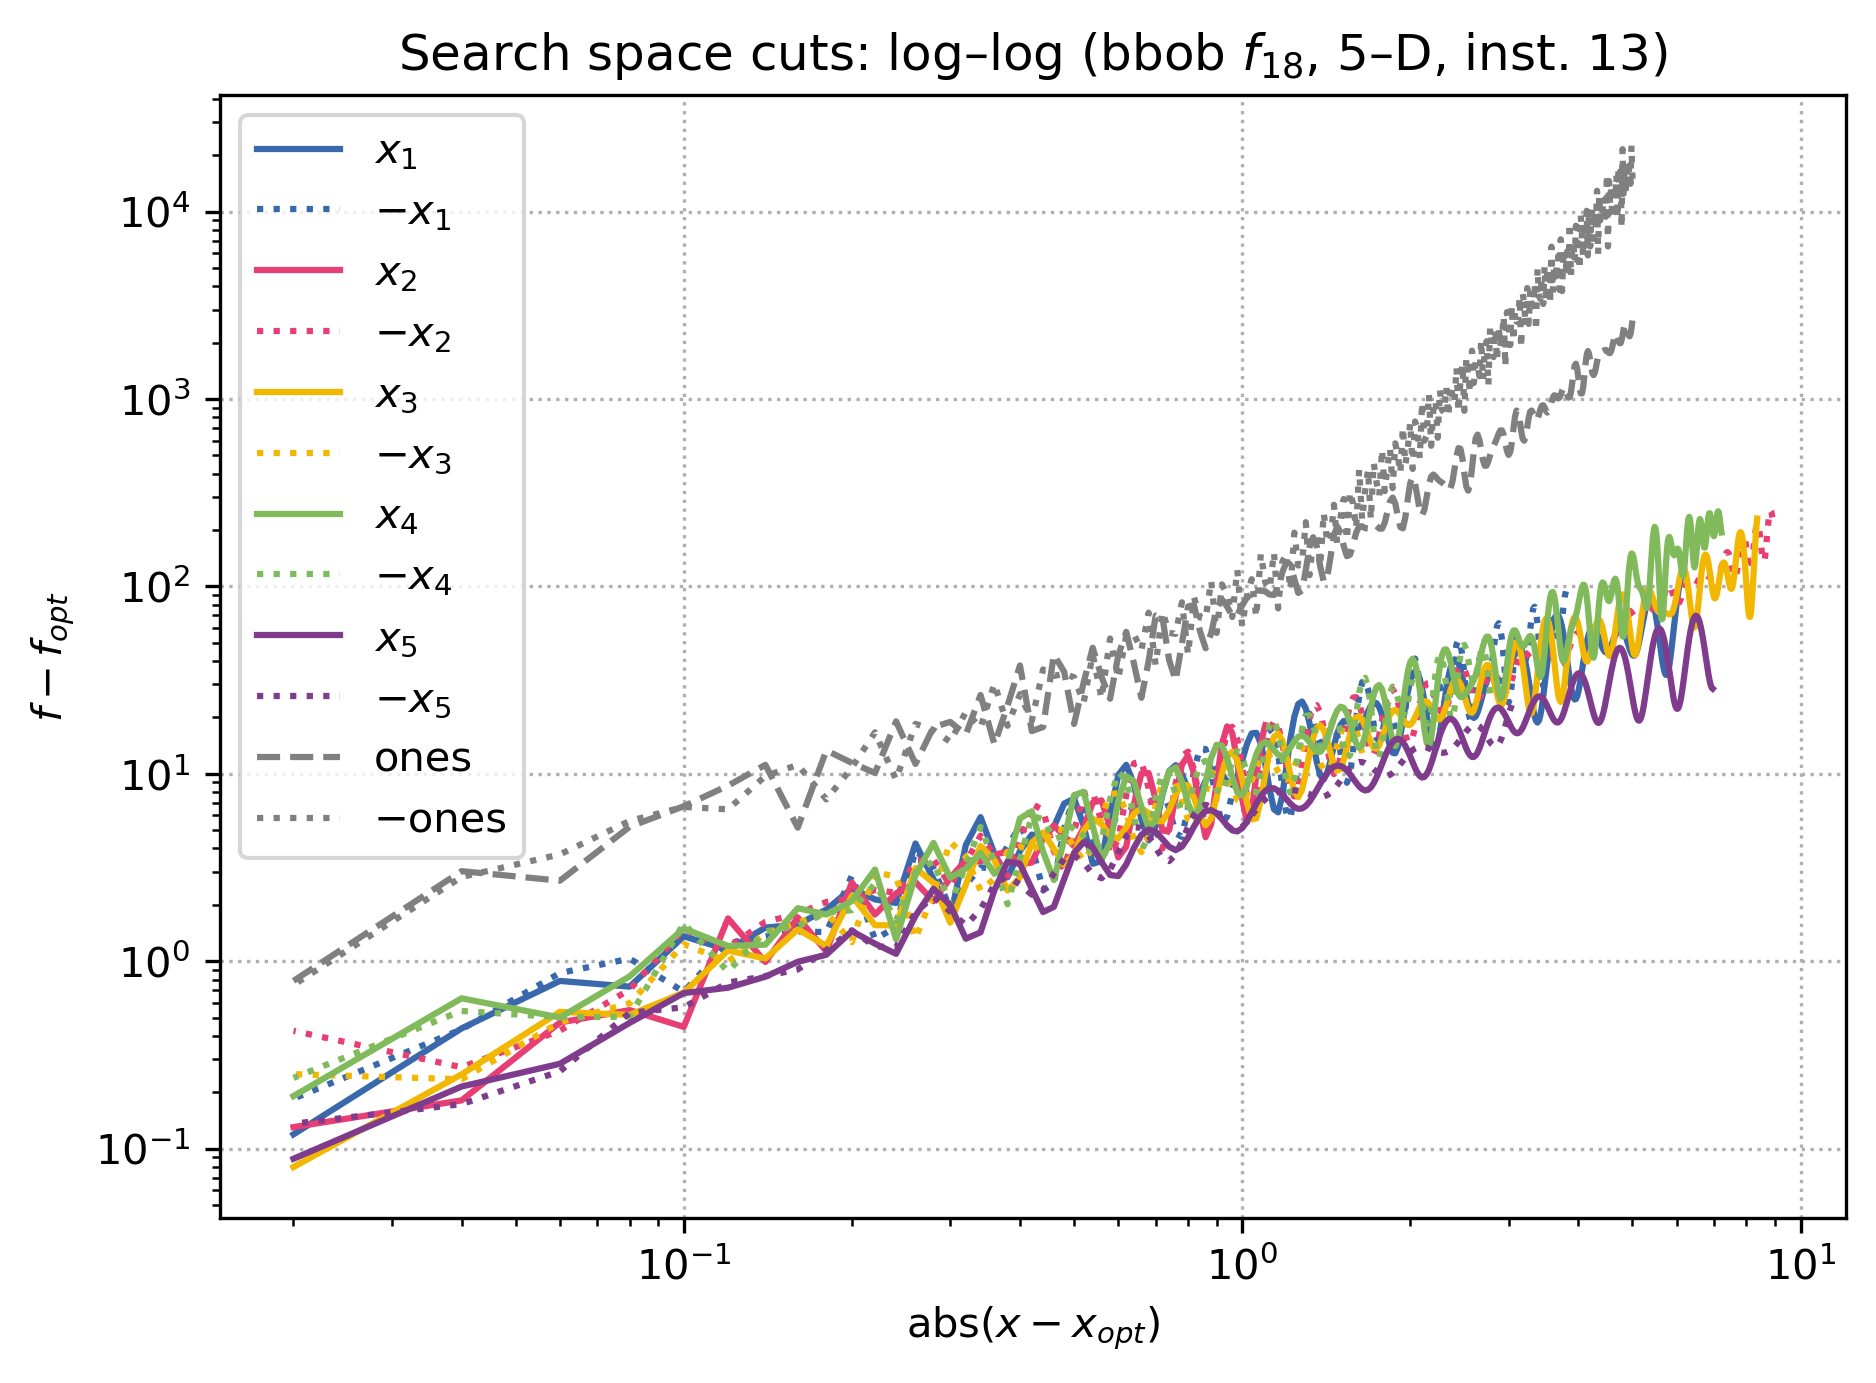 Search space cuts: log–log (bbob f18, 5–D, inst. 13)
x1
−x1
x2
−x2
x3
−x3
x4
−x4
x5
−x5
ones
−ones
10^4
10^3
10^2
10^1
10^0
10^−1
f − fopt
10^−1
10^0
10^1
abs(x − xopt)